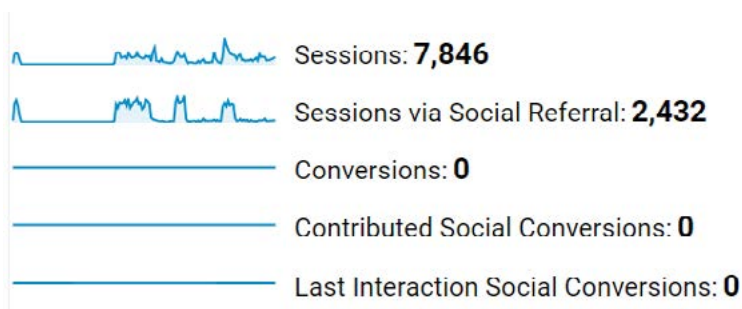 Sessions: 7,846
Sessions via Social Referral: 2,432
Conversions: 0
Contributed Social Conversions: 0
Last Interaction Social Conversions: 0